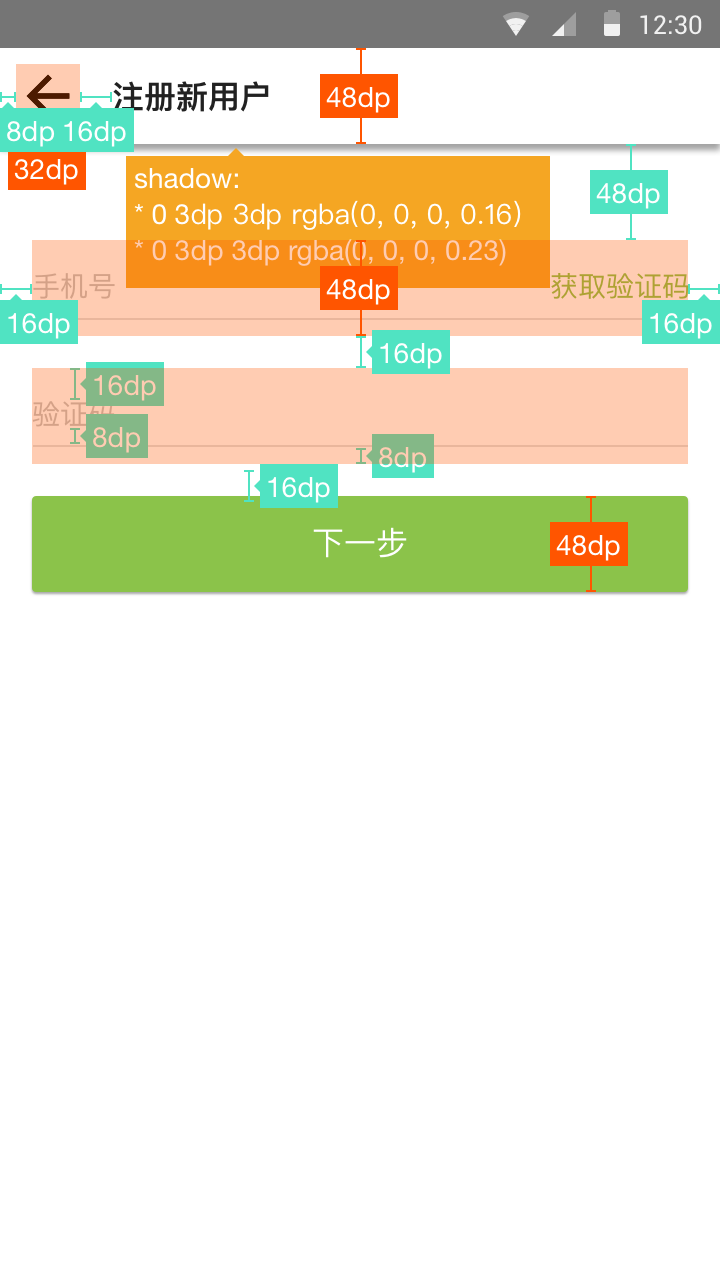 12:30
注册新用户
48dp
8dp 16dp
32dp
shadow:
* 0 3dp 3dp rgba(0, 0, 0, 0.16)
* 0 3dp 3dp rgba(0, 0, 0, 0.23)
48dp
手机号
48dp
获取验证码
16dp
16dp
16dp
16dp
验证码
8dp
8dp
16dp
下一步
48dp